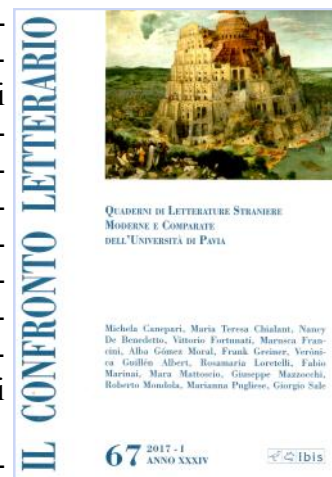 IL CONFRONTO LETTERARIO
QUADERNI DI LETTERATURE STRANIERE
MODERNE E COMPARATE
DELL'UNIVERSITÀ DI PAVIA
Michela Canepari, Maria Teresa Chialant, Nancy
De Benedetto, Vittorio Fortunati, Marusca Fran-
cini, Alba Gómez Moral, Frank Greiner, Veròni-
ca Guillén Albert, Rosamaria Loretelli, Fabio
Marinai, Mara Mattoscio, Giuseppe Mazzocchi,
Roberto Mondola, Marianna Pugliese, Giorgio Sale
67 2017 - I
ANNO XXXIV
ibis